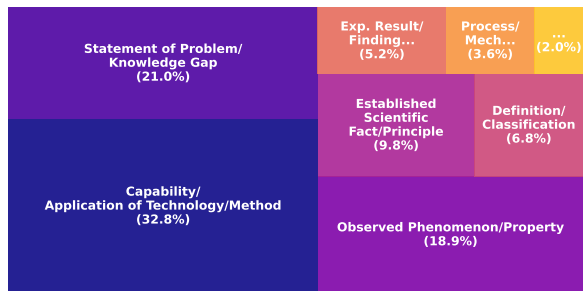 Statement of Problem/
Knowledge Gap
(21.0%)
Exp. Result/
Finding...
(5.2%)
Process/
Mech...
(3.6%)
...
(2.0%)
Established
Scientific
Fact/Principle
(9.8%)
Definition/
Classification
(6.8%)
Capability/
Application of Technology/Method
(32.8%)
Observed Phenomenon/Property
(18.9%)